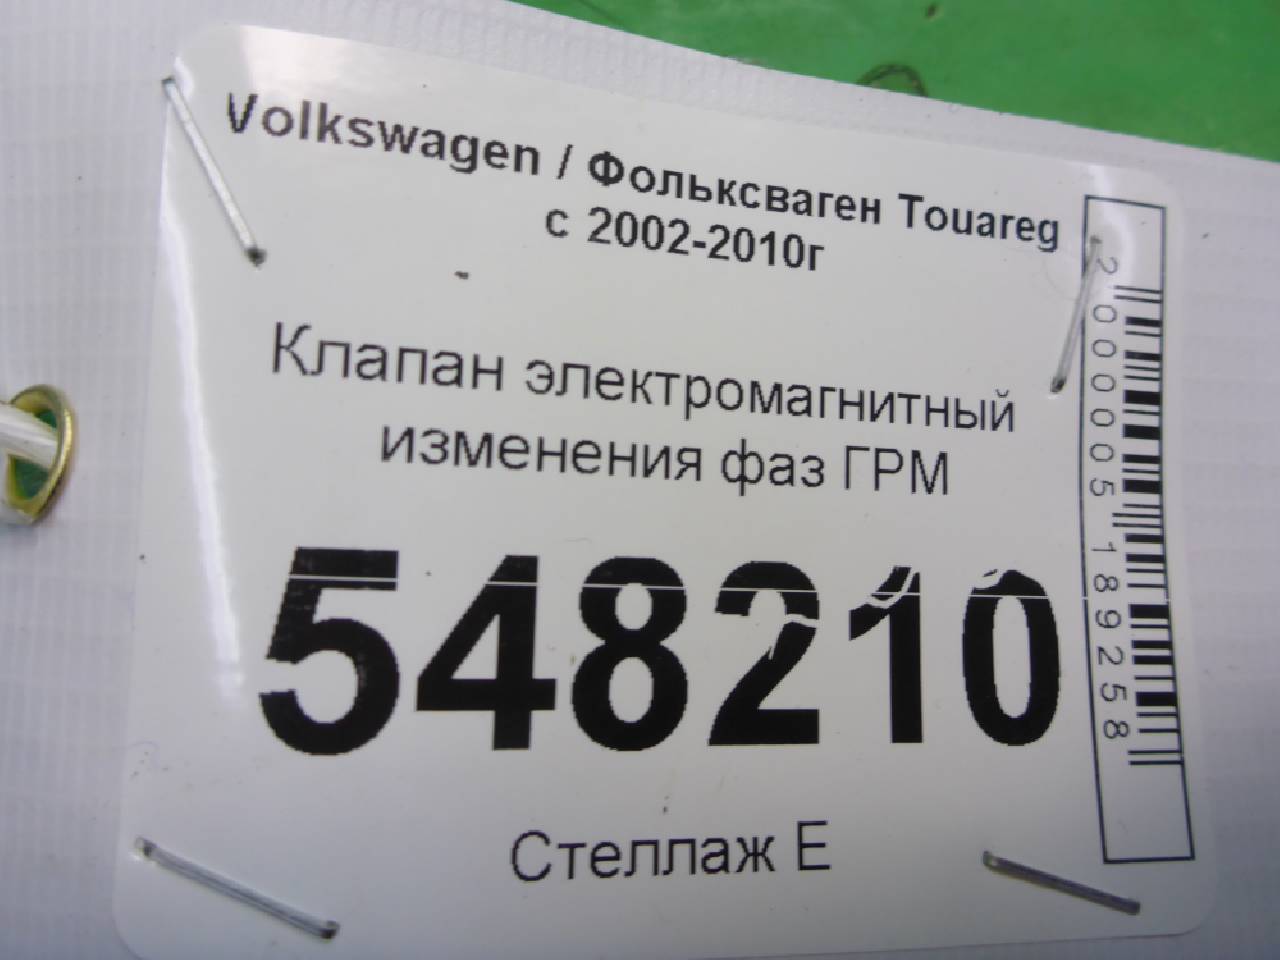 Volkswagen / Фольксваген Touareg
с 2002-2010г
Клапан электромагнитный
изменения фаз ГРМ
548210
Стеллаж Е
2000005189258